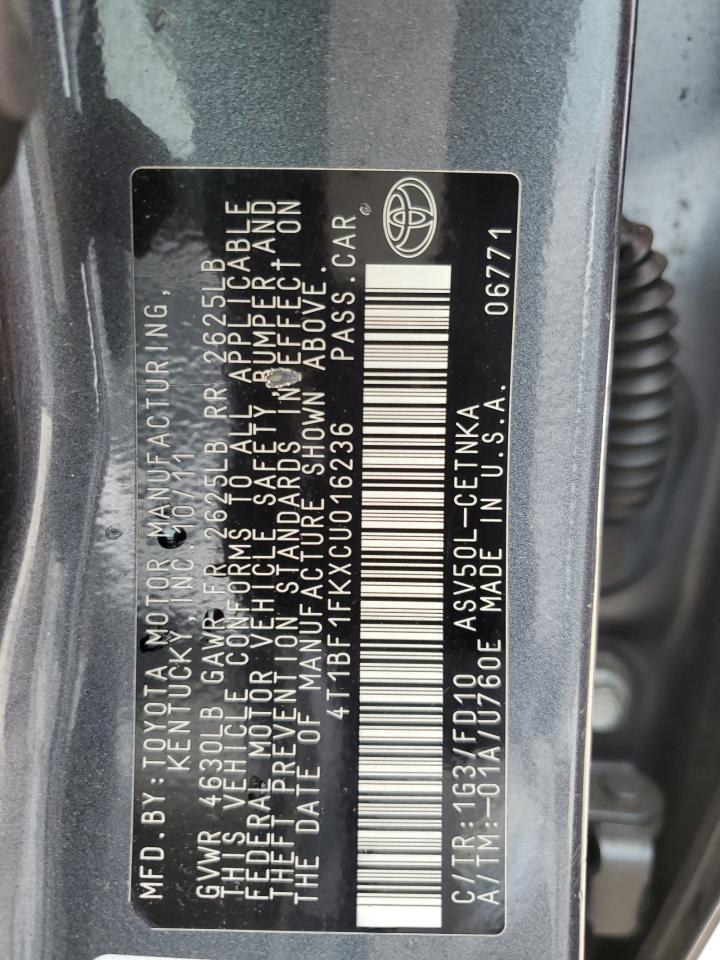 MFD.BY:TOYOTA MOTOR MANUFACTURING,
KENTUCKY, INC. 10/11
GVWR 4630LB GAWR FR 2625LB RR 2625LB
THIS VEHICLE CONFORMS TO ALL APPLICABLE
FEDERAL MOTOR VEHICLE SAFETY,BUMPER,AND
THEFT PREVENTION STANDARDS IN EFFECT ON
THE DATE OF MANUFACTURE SHOWN ABOVE.
4T1BF1FKXCU016236 PASS.CAR
C/TR:1G3/FD10 ASV50L-CETNKA
A/TM:-01A/U760E MADE IN U.S.A. 06771